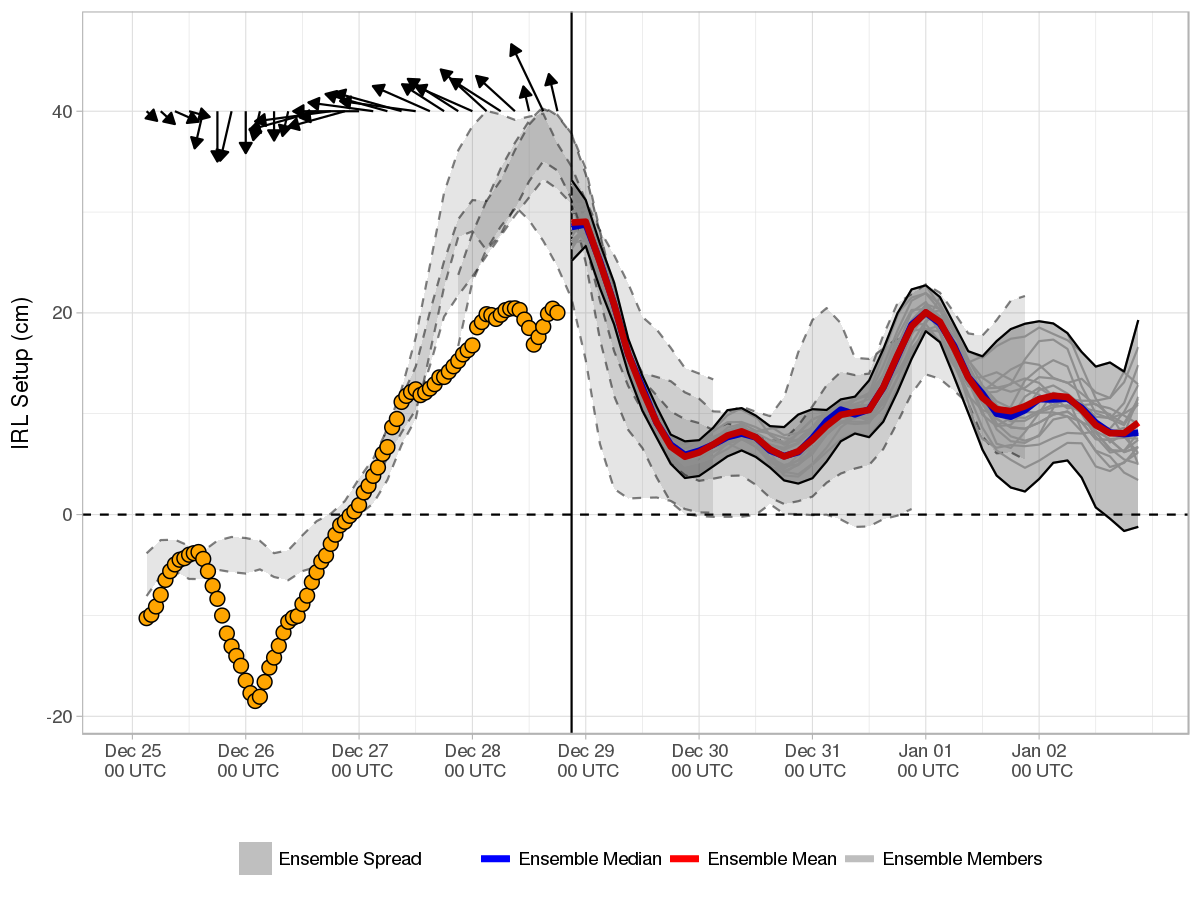 IRL Setup (cm)
40
20
0
-20
Dec 25 Dec 26 Dec 27 Dec 28 Dec 29 Dec 30 Dec 31 Jan 01 Jan 02
00 UTC 00 UTC 00 UTC 00 UTC 00 UTC 00 UTC 00 UTC 00 UTC 00 UTC
Ensemble Spread Ensemble Median Ensemble Mean Ensemble Members